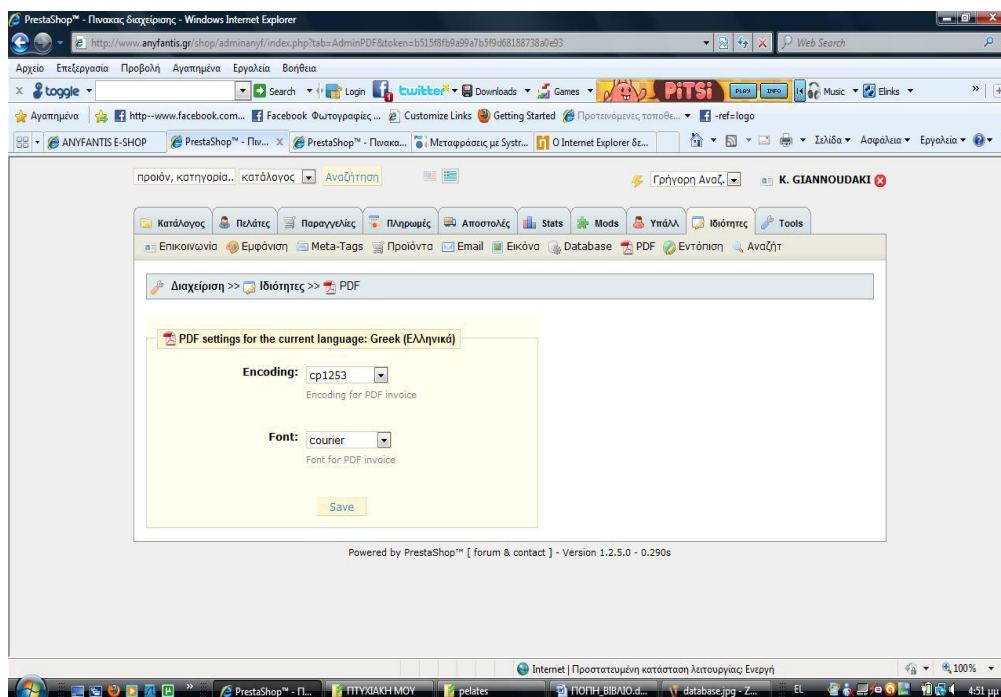 PrestaShop™ - Πινακας διαχείρισης - Windows Internet Explorer
http://www.anyfantis.gr/shop/adminanyf/index.php?tab=AdminPDF&token=b515f8fb9a99a7b5f9d68188738a0e93
Web Search
Αρχείο Επεξεργασία Προβολή Αγαπημένα Εργαλεία Βοήθεια
x toggle Search Login twitter Downloads Games PiTSi PLAY INFO Music Elinks »
Αγαπημένα http--www.facebook.com... Facebook Φωτογραφίες ... Customize Links Getting Started Προτεινόμενες τοποθε... -ref=logo
ANYFANTIS E-SHOP PrestaShop™ - Πιν... X PrestaShop™ - Πινακα... Μεταφράσεις με Systr... Ο Internet Explorer δε... Σελίδα Ασφάλεια Εργαλεία
προιόν, κατηγορία.. κατάλογος Αναζήτηση Γρήγορη Αναζ. K. GIANNOUDAKI
Κατάλογος Πελάτες Παραγγελίες Πληρωμές Αποστολές Stats Mods Υπάλλ Ιδιότητες Tools
Επικοινωνία Εμφάνιση Meta-Tags Προϊόντα Email Εικόνα Database PDF Εντόπιση Αναζήτ
Διαχείριση >> Ιδιότητες >> PDF
PDF settings for the current language: Greek (Ελληνικά)
Encoding: cp1253
Encoding for PDF invoice
Font: courier
Font for PDF invoice
Save
Powered by PrestaShop™ [ forum & contact ] - Version 1.2.5.0 - 0.290s
Internet | Προστατευμένη κατάσταση λειτουργίας: Ενεργή 100%
» PrestaShop™ - Π... ΠΤΥΧΙΑΚΗ ΜΟΥ pelates ΠΟΠΗ_ΒΙΒΛΙΟ.d... database.jpg - Z... EL 4:51 μμ